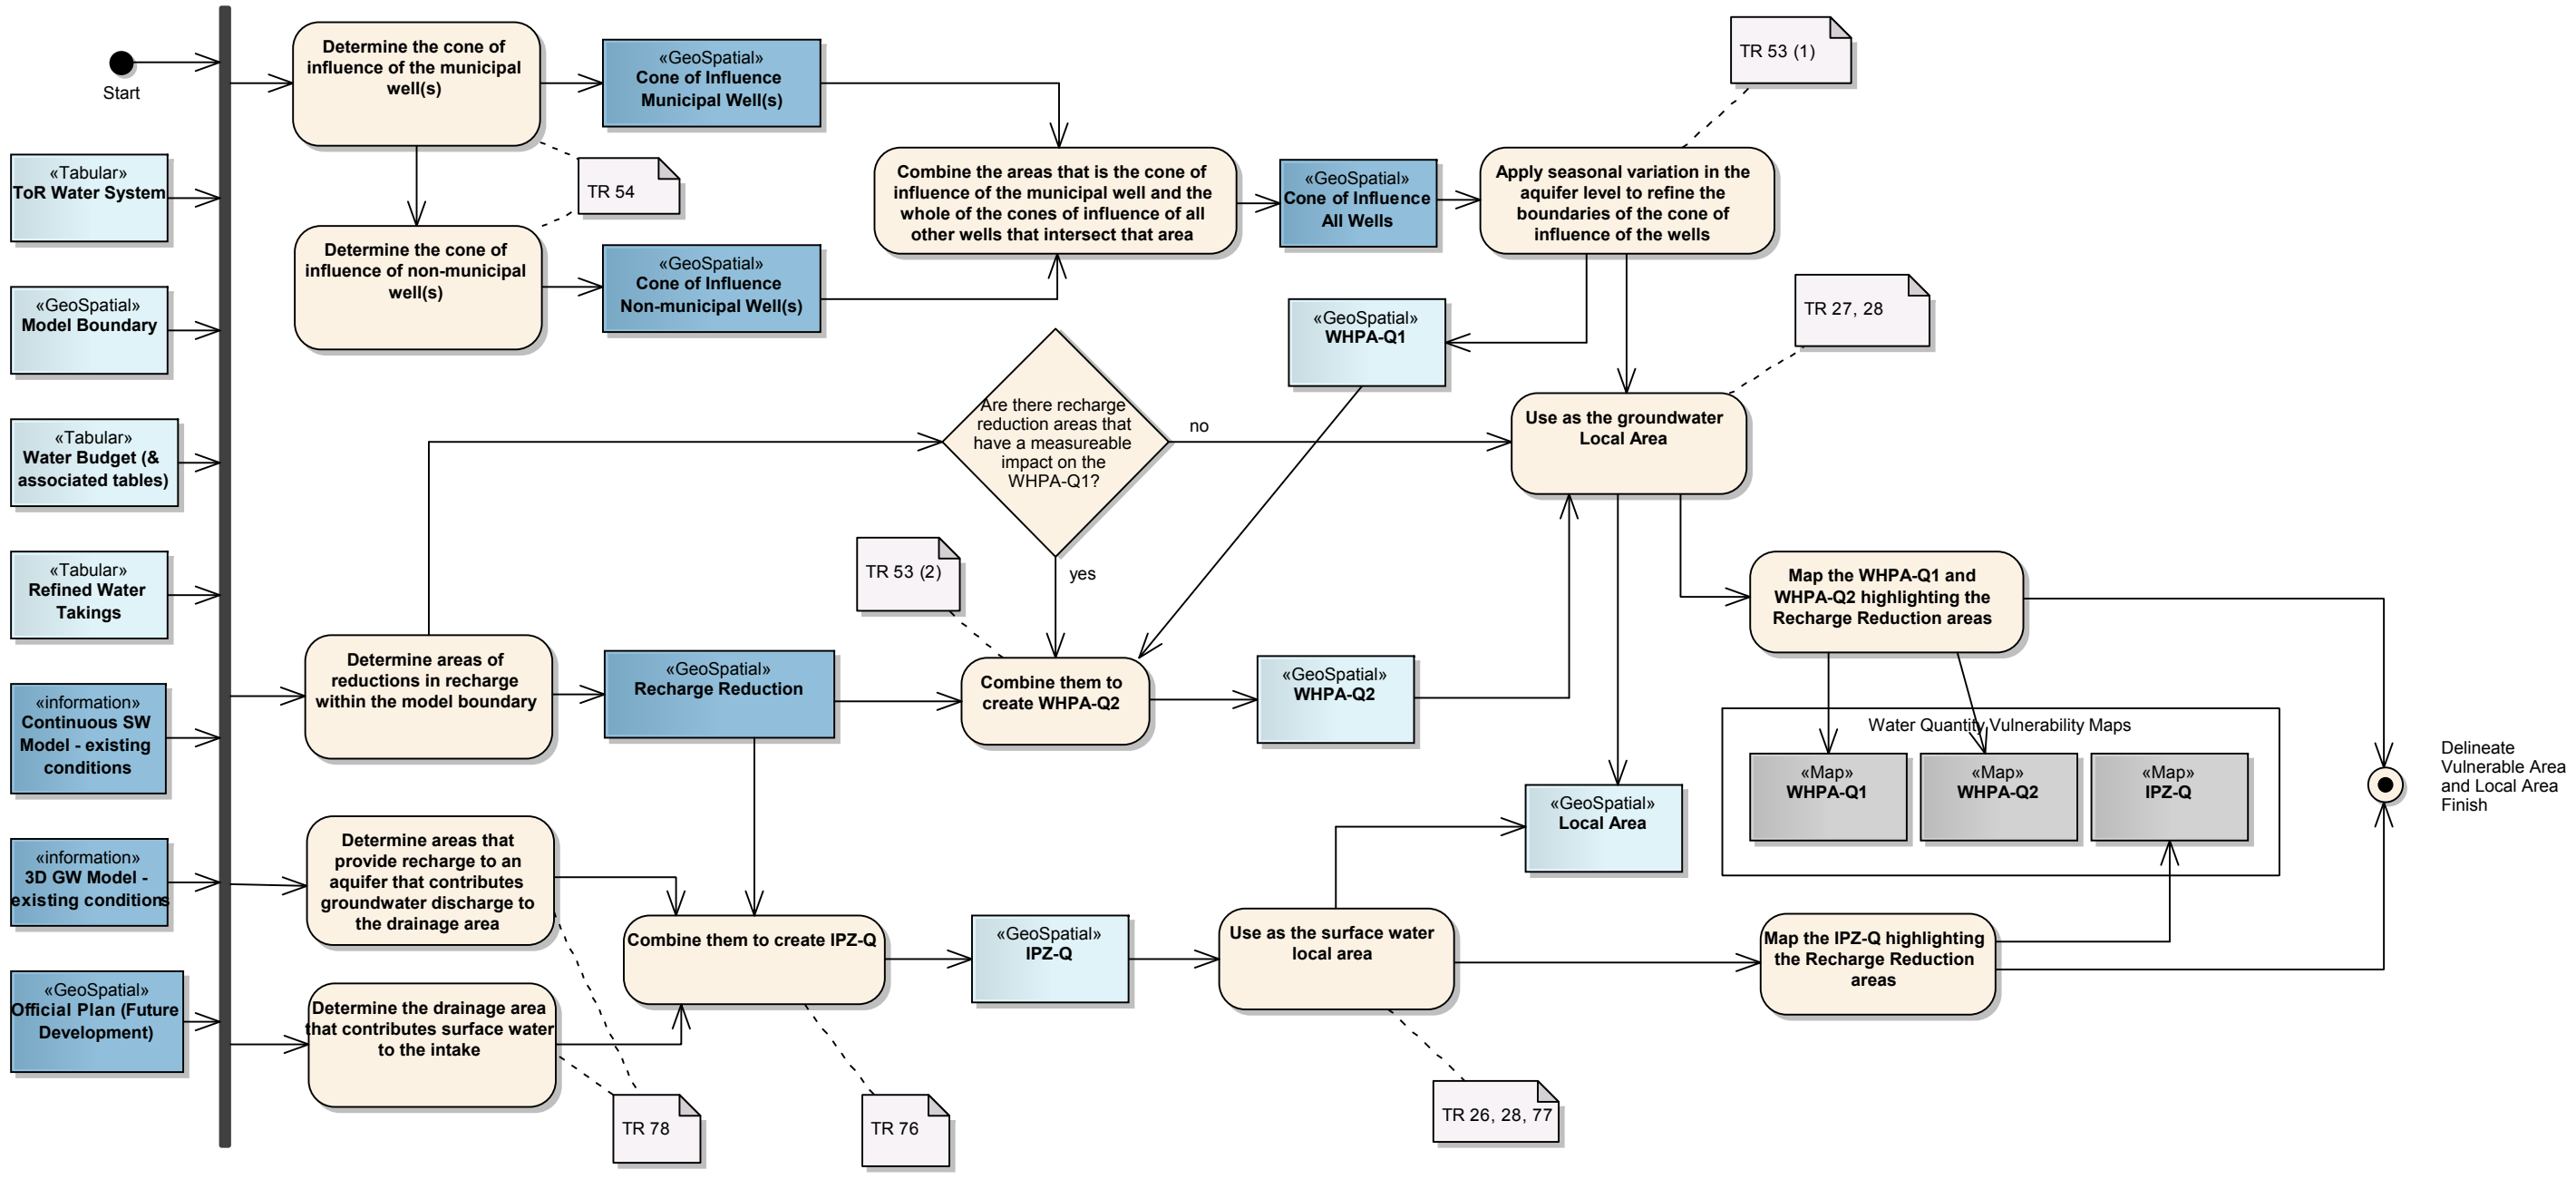 Start
«Tabular»
ToR Water System
«GeoSpatial»
Model Boundary
«Tabular»
Water Budget (&
associated tables)
«Tabular»
Refined Water
Takings
«information»
Continuous SW
Model - existing
conditions
«information»
3D GW Model -
existing conditions
«GeoSpatial»
Official Plan (Future
Development)
Determine the cone of
influence of the municipal
well(s)
«GeoSpatial»
Cone of Influence
Municipal Well(s)
TR 54
Determine the cone of
influence of non-municipal
well(s)
«GeoSpatial»
Cone of Influence
Non-municipal Well(s)
Combine the areas that is the cone of
influence of the municipal well and the
whole of the cones of influence of all
other wells that intersect that area
«GeoSpatial»
Cone of Influence
All Wells
Apply seasonal variation in the
aquifer level to refine the
boundaries of the cone of
influence of the wells
TR 53 (1)
«GeoSpatial»
WHPA-Q1
TR 27, 28
Are there recharge
reduction areas that
have a measureable
impact on the
WHPA-Q1?
no
yes
Use as the groundwater
Local Area
TR 53 (2)
Determine areas of
reductions in recharge
within the model boundary
«GeoSpatial»
Recharge Reduction
Combine them to
create WHPA-Q2
«GeoSpatial»
WHPA-Q2
Map the WHPA-Q1 and
WHPA-Q2 highlighting the
Recharge Reduction areas
Water Quantity Vulnerability Maps
«Map»
WHPA-Q1
«Map»
WHPA-Q2
«Map»
IPZ-Q
Delineate
Vulnerable Area
and Local Area
Finish
«GeoSpatial»
Local Area
Determine areas that
provide recharge to an
aquifer that contributes
groundwater discharge to
the drainage area
Combine them to create IPZ-Q
«GeoSpatial»
IPZ-Q
Use as the surface water
local area
Map the IPZ-Q highlighting
the Recharge Reduction
areas
Determine the drainage area
that contributes surface water
to the intake
TR 78
TR 76
TR 26, 28, 77